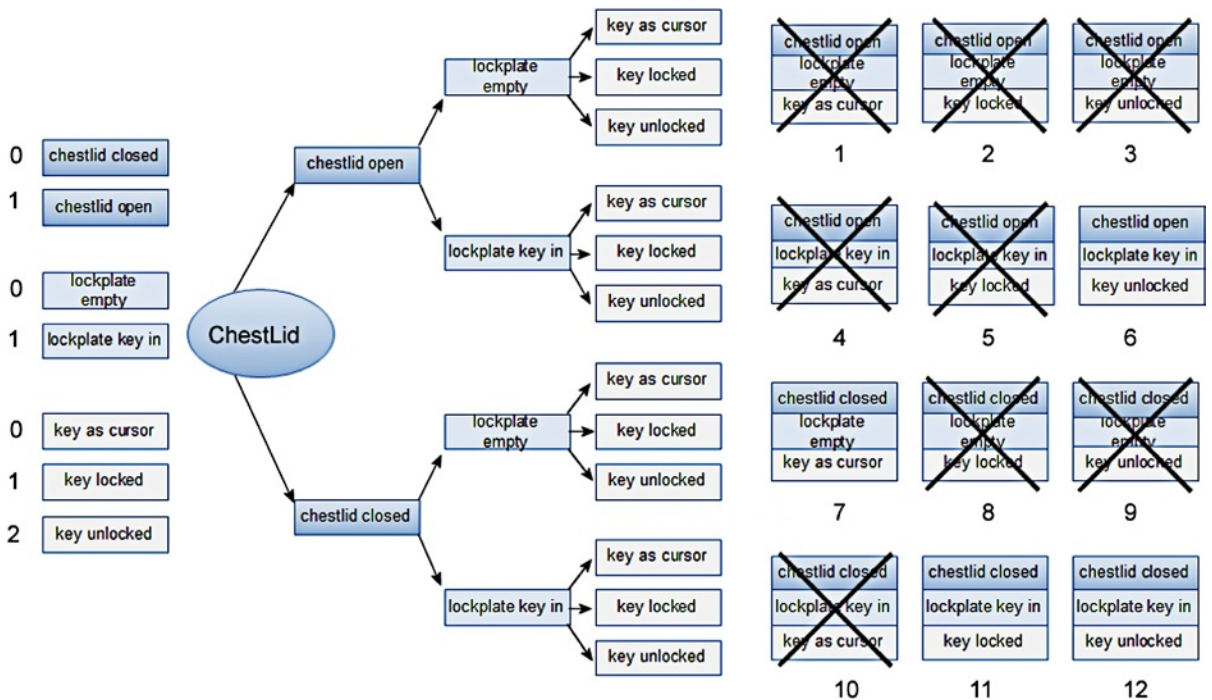 0
chestlid closed
1
chestlid open
0
lockplate
empty
1
lockplate key in
0
key as cursor
1
key locked
2
key unlocked
ChestLid
chestlid open
lockplate
empty
key as cursor
key locked
key unlocked
lockplate key in
key as cursor
key locked
key unlocked
chestlid closed
lockplate
empty
key as cursor
key locked
key unlocked
lockplate key in
key as cursor
key locked
key unlocked
chestlid open
lockplate
empty
key as cursor
1
chestlid open
lockplate
empty
key locked
2
chestlid open
lockplate
empty
key unlocked
3
chestlid open
lockplate key in
key as cursor
4
chestlid open
lockplate key in
key locked
5
chestlid open
lockplate key in
key unlocked
6
chestlid closed
lockplate
empty
key as cursor
7
chestlid closed
lockplate
empty
key locked
8
chestlid closed
lockplate
empty
key unlocked
9
chestlid closed
lockplate key in
key as cursor
10
chestlid closed
lockplate key in
key locked
11
chestlid closed
lockplate key in
key unlocked
12